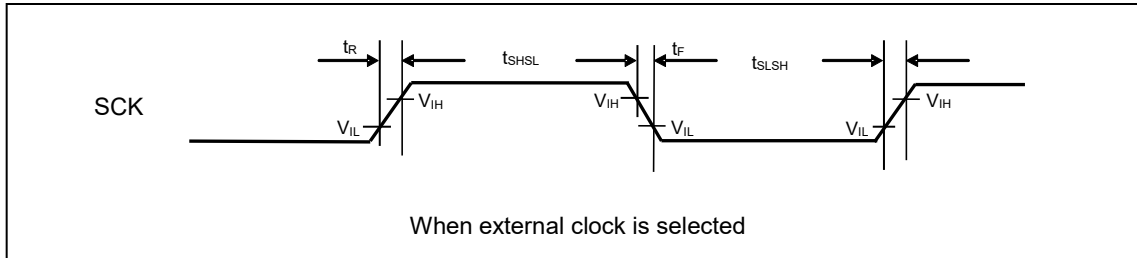 tR tSHSL tF tSLSH
SCK VIH VIH VIH
VIL VIL VIL
When external clock is selected